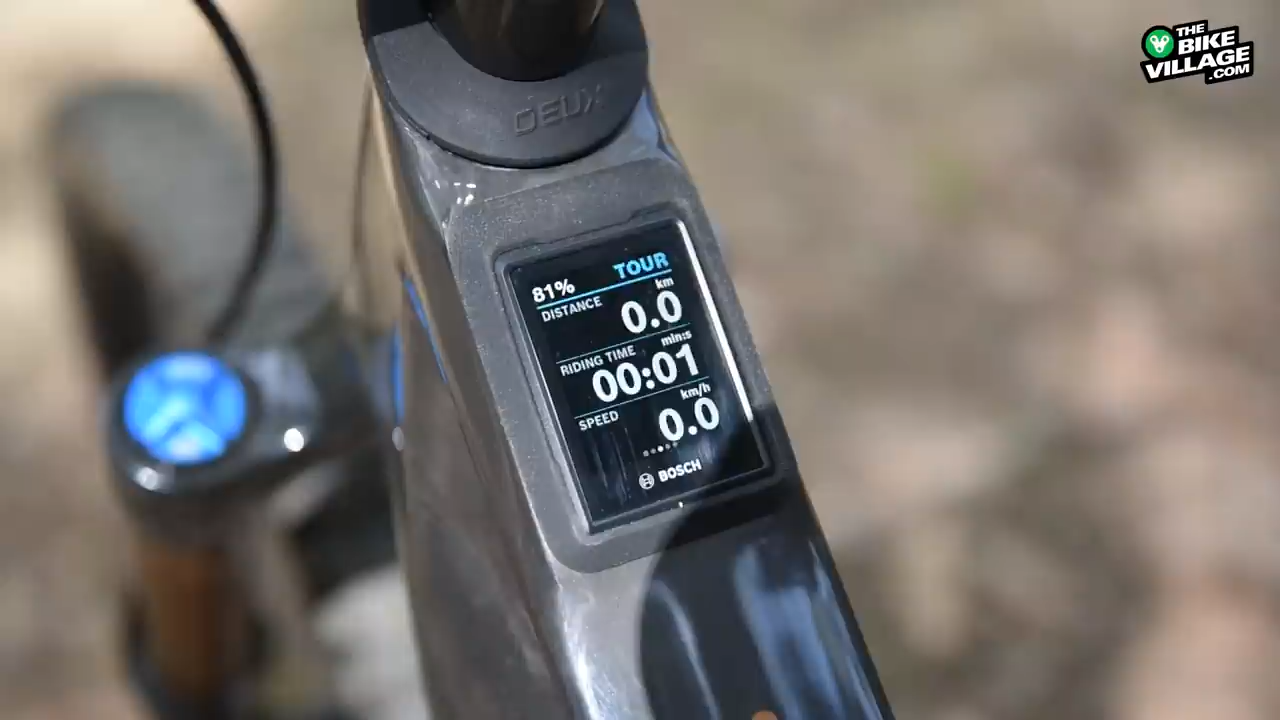 THE
BIKE
VILLAGE
.COM
DEUX
81% TOUR
DISTANCE km
0.0
RIDING TIME min:s
00:01
SPEED km/h
0.0
BOSCH